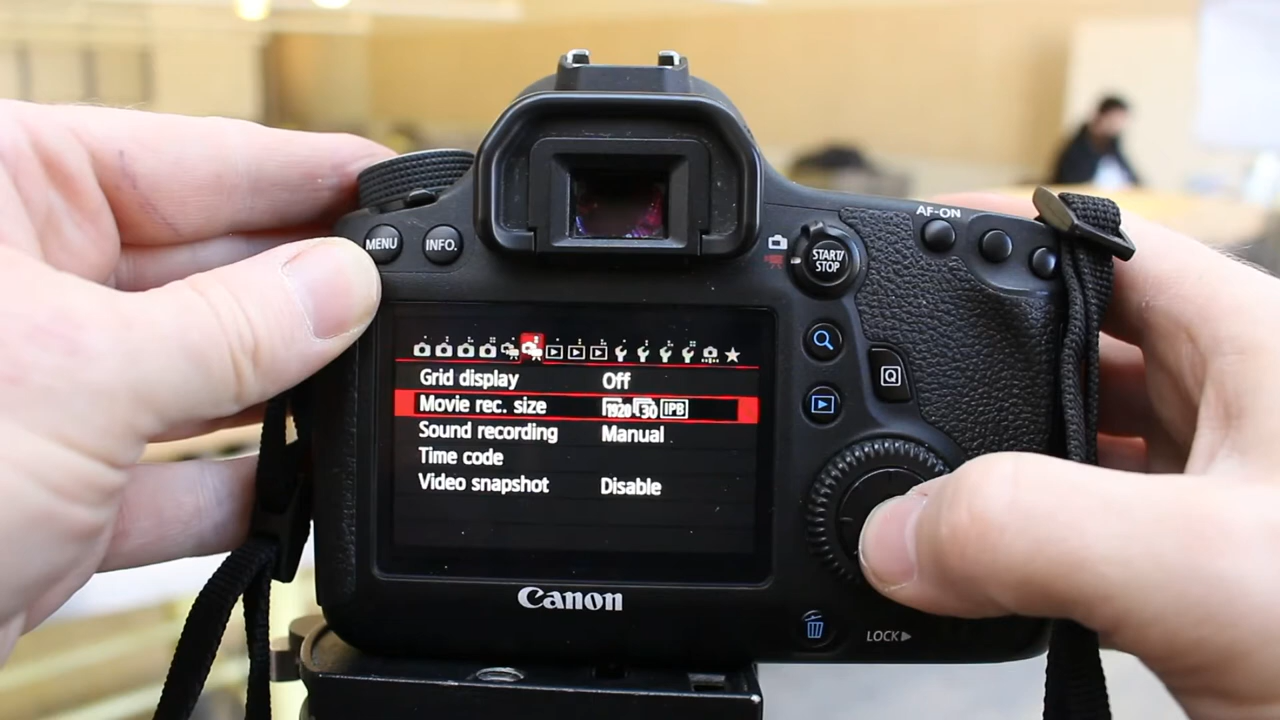 AF-ON
MENU
INFO.
START/
STOP
Grid display Off
Movie rec. size 1920 30 IPB
Sound recording Manual
Time code
Video snapshot Disable
Q
Canon
LOCK